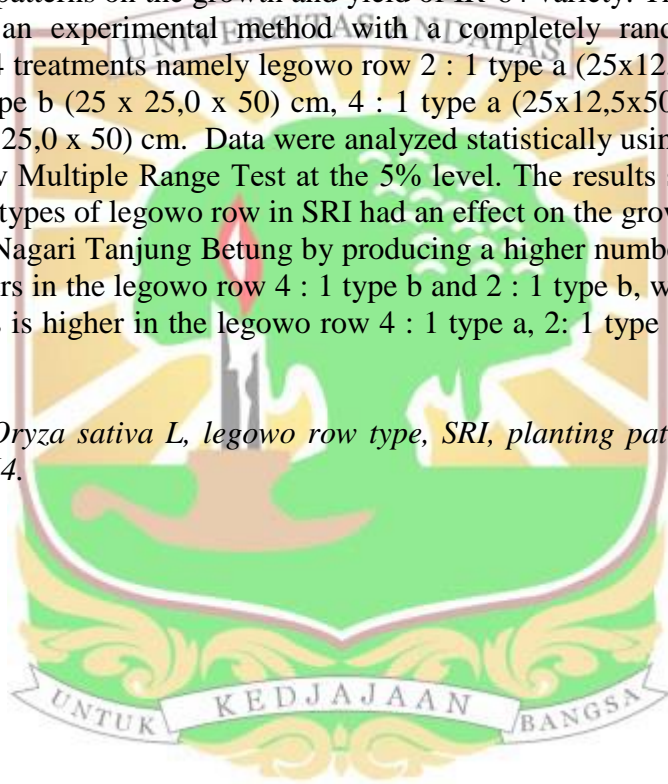 patterns on the growth and yield of IR-64 variety. T
an experimental method with a completely rand
4 treatments namely legowo row 2 : 1 type a (25x12,
pe b (25 x 25,0 x 50) cm, 4 : 1 type a (25x12,5x50
25,0 x 50) cm. Data were analyzed statistically usin
w Multiple Range Test at the 5% level. The results s
types of legowo row in SRI had an effect on the grow
Nagari Tanjung Betung by producing a higher numbe
rs in the legowo row 4 : 1 type b and 2 : 1 type b, w
is higher in the legowo row 4 : 1 type a, 2: 1 type
Oryza sativa L, legowo row type, SRI, planting pat
4.
UNIVERSITAS ANDALAS
UNTUK KEDJAJAAN BANGSA